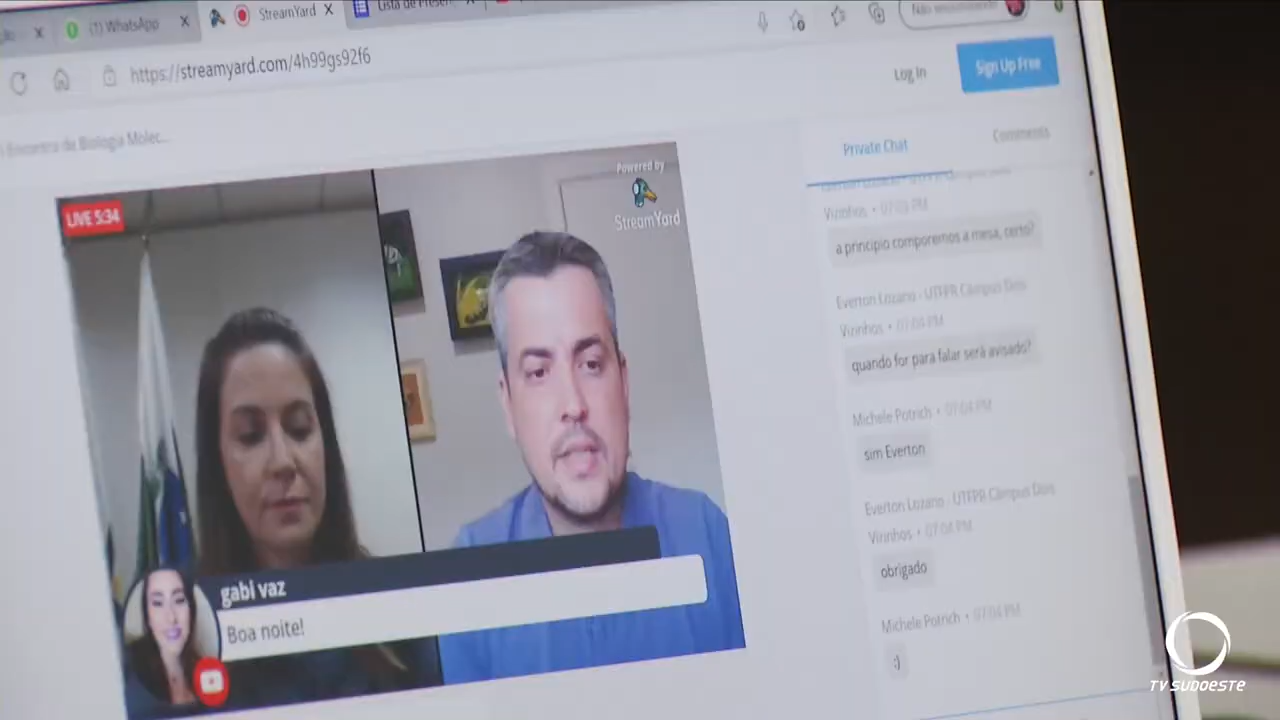 (1) WhatsApp
StreamYard
Lista de Presen
https://streamyard.com/4h99gs92f6
Log In
Sign Up Free
Encontro de Biologia Molec...
Private Chat
Comments
LIVE 5:34
Powered by
StreamYard
Vizinhos • 07:03 PM
a principio comporemos a mesa, certo?
Everton Lozano - UTFPR Câmpus Dois
Vizinhos • 07:04 PM
quando for para falar será avisado?
Michele Potrich • 07:04 PM
sim Everton
Everton Lozano - UTFPR Câmpus Dois
Vizinhos • 07:04 PM
obrigado
Michele Potrich • 07:04 PM
:)
gabi vaz
Boa noite!
TV SUDOESTE